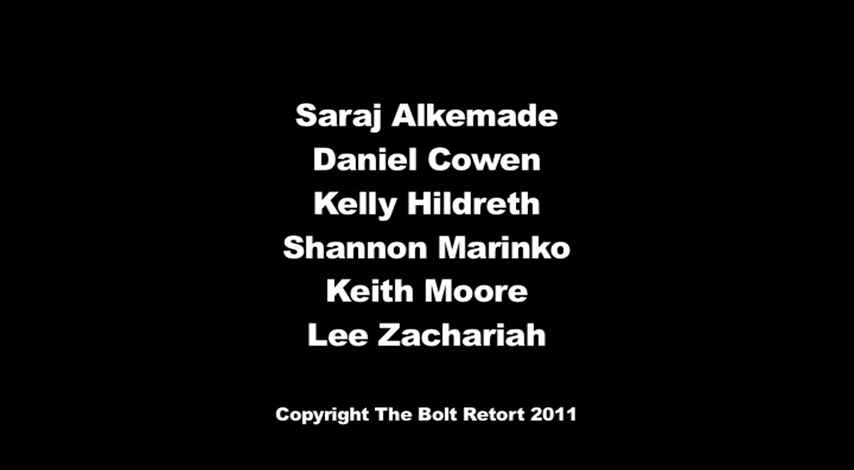 Saraj Alkemade
Daniel Cowen
Kelly Hildreth
Shannon Marinko
Keith Moore
Lee Zachariah
Copyright The Bolt Retort 2011